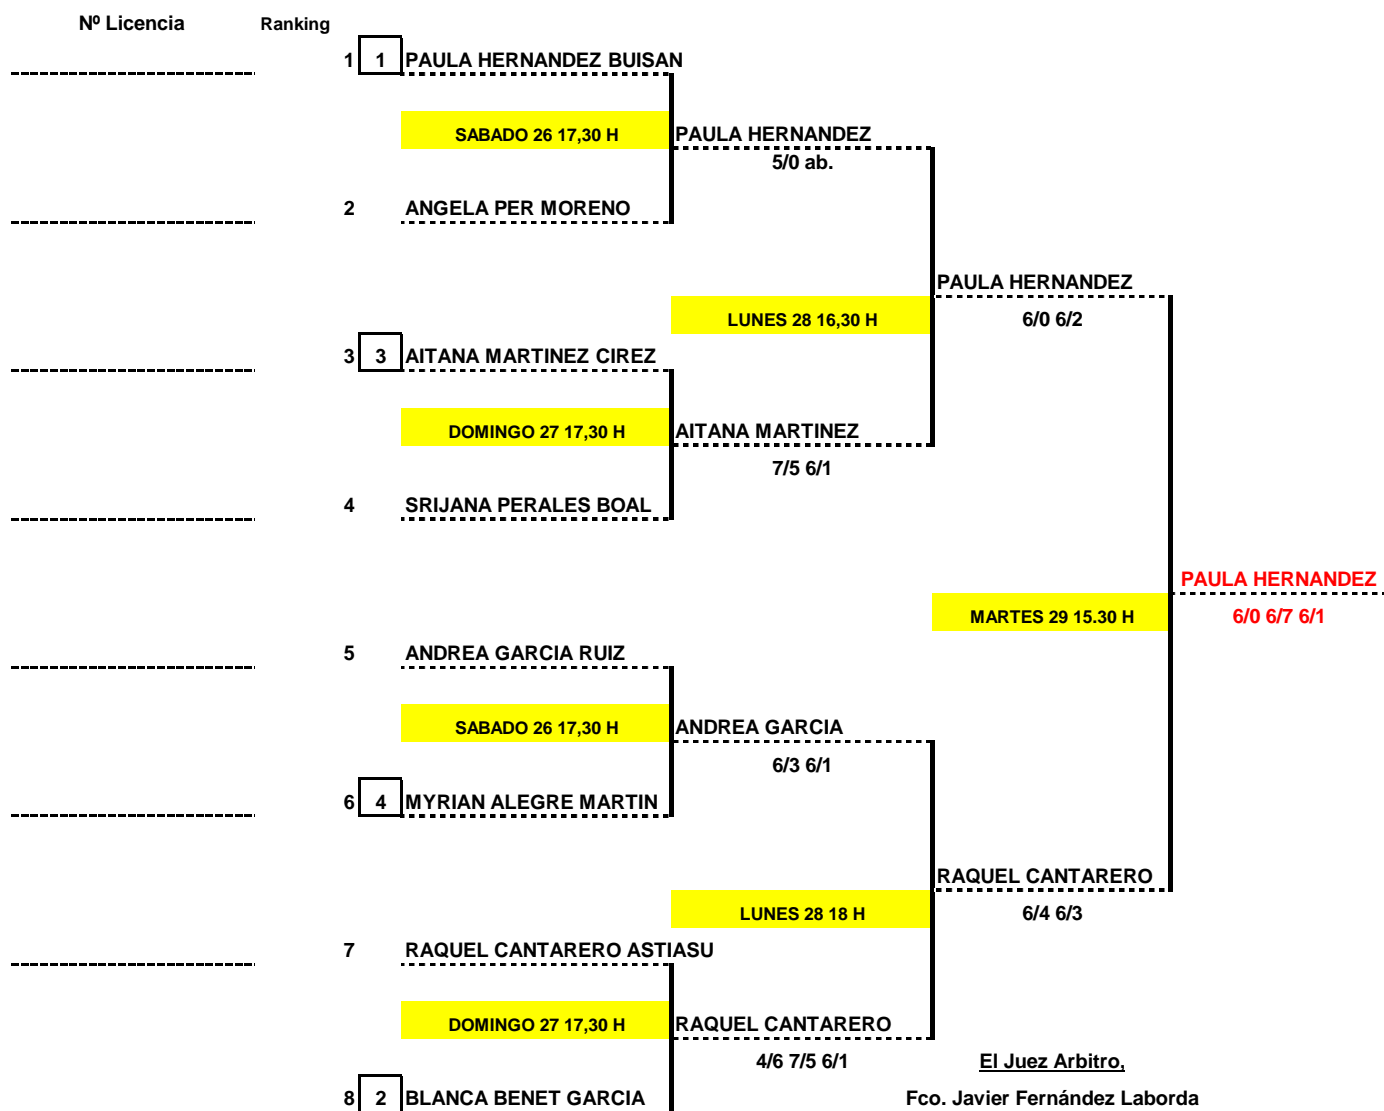 Nº Licencia Ranking
1 1 PAULA HERNANDEZ BUISAN
SABADO 26 17,30 H PAULA HERNANDEZ
5/0 ab.
2 ANGELA PER MORENO
PAULA HERNANDEZ
LUNES 28 16,30 H 6/0 6/2
3 3 AITANA MARTINEZ CIREZ
DOMINGO 27 17,30 H AITANA MARTINEZ
7/5 6/1
4 SRIJANA PERALES BOAL
PAULA HERNANDEZ
MARTES 29 15.30 H 6/0 6/7 6/1
5 ANDREA GARCIA RUIZ
SABADO 26 17,30 H ANDREA GARCIA
6/3 6/1
6 4 MYRIAN ALEGRE MARTIN
RAQUEL CANTARERO
LUNES 28 18 H 6/4 6/3
7 RAQUEL CANTARERO ASTIASU
DOMINGO 27 17,30 H RAQUEL CANTARERO
4/6 7/5 6/1 El Juez Arbitro,
8 2 BLANCA BENET GARCIA Fco. Javier Fernández Laborda